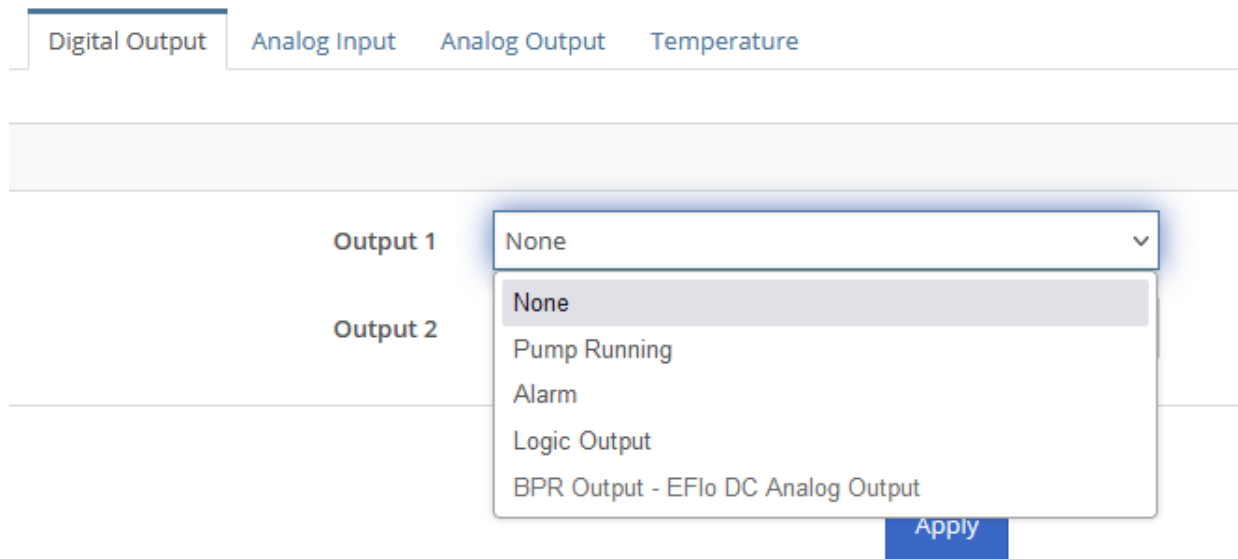 Digital Output Analog Input Analog Output Temperature
Output 1 None
None
Output 2
Pump Running
Alarm
Logic Output
BPR Output - EFlo DC Analog Output
Apply